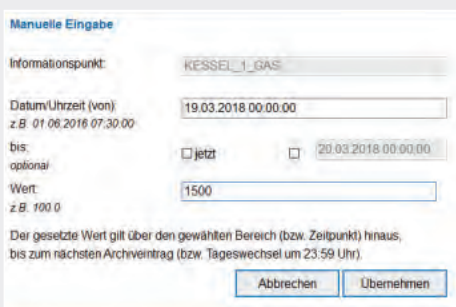 Manuelle Eingabe
Informationspunkt: KESSEL_1_GAS
Datum/Uhrzeit (von): 19.03.2018 00:00:00
z.B. 01.06.2016 07:30:00
bis: jetzt 20.03.2018 00:00:00
optional
Wert: 1500
z.B. 100.0
Der gesetzte Wert gilt über den gewählten Bereich (bzw. Zeitpunkt) hinaus,
bis zum nächsten Archiveintrag (bzw. Tageswechsel um 23:59 Uhr).
Abbrechen Übernehmen